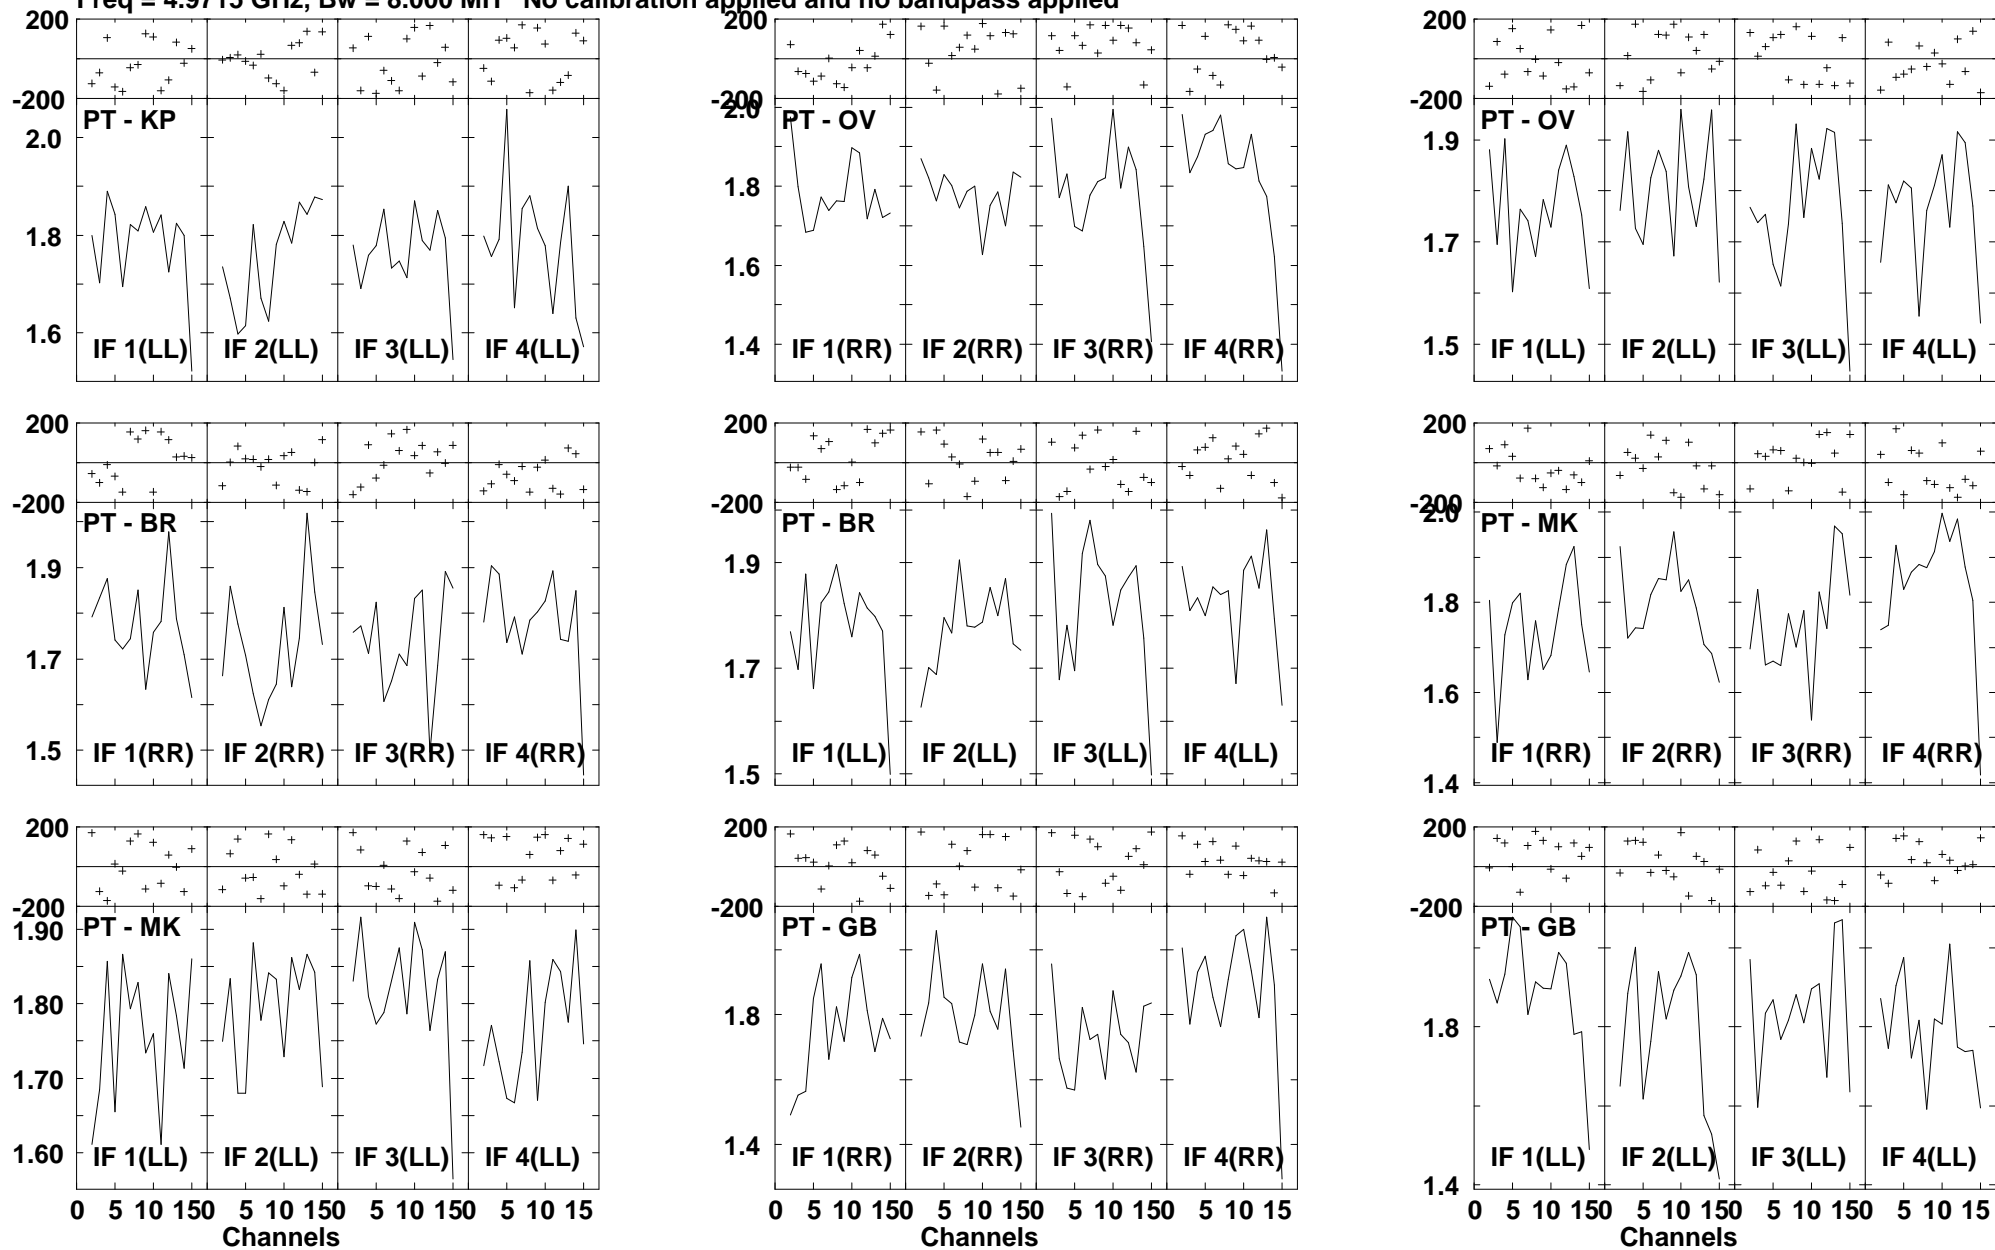 Freq = 4.9715 GHz, Bw = 8.000 MH No calibration applied and no bandpass applied
200 200 200
-200 -200 -200
PT - KP PT - OV PT - OV
2.0 2.0 1.9
1.8 1.8 1.7
1.6 1.6 1.5
1.4
IF 1(LL) IF 2(LL) IF 3(LL) IF 4(LL) IF 1(RR) IF 2(RR) IF 3(RR) IF 4(RR) IF 1(LL) IF 2(LL) IF 3(LL) IF 4(LL)
200 200 200
-200 -200 -200
PT - BR PT - BR PT - MK
2.0
1.9 1.9 1.8
1.7 1.7 1.6
1.5 1.5 1.4
IF 1(RR) IF 2(RR) IF 3(RR) IF 4(RR) IF 1(LL) IF 2(LL) IF 3(LL) IF 4(LL) IF 1(RR) IF 2(RR) IF 3(RR) IF 4(RR)
200 200 200
-200 -200 -200
PT - MK PT - GB PT - GB
1.90 1.8 1.8
1.80 1.4 1.4
1.70
1.60
IF 1(LL) IF 2(LL) IF 3(LL) IF 4(LL) IF 1(RR) IF 2(RR) IF 3(RR) IF 4(RR) IF 1(LL) IF 2(LL) IF 3(LL) IF 4(LL)
0 5 10 150 5 10 150 5 10 150 5 10 15 0 5 10 150 5 10 150 5 10 150 5 10 15 0 5 10 150 5 10 150 5 10 150 5 10 15
Channels Channels Channels